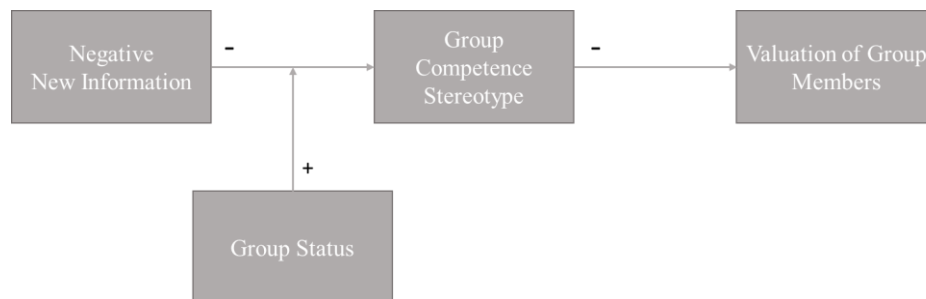 Negative
New Information
-
Group
Competence
Stereotype
-
Valuation of Group
Members
+
Group Status